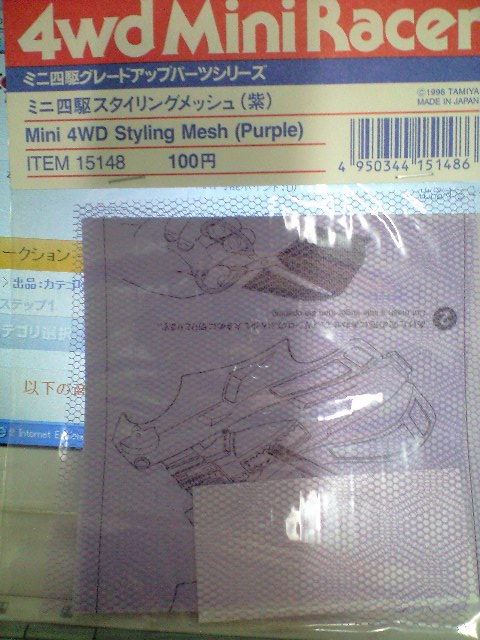 4wd Mini Racer
ミニ四駆グレードアップパーツシリーズ
©1996 TAMIYA
MADE IN JAPAN
ミニ四駆スタイリングメッシュ(紫)
Mini 4WD Styling Mesh (Purple)
ITEM 15148 100円
4 950344 151486
ークション
出品:カテゴ
ステップ1
テゴリ選択
以下の
Internet
2